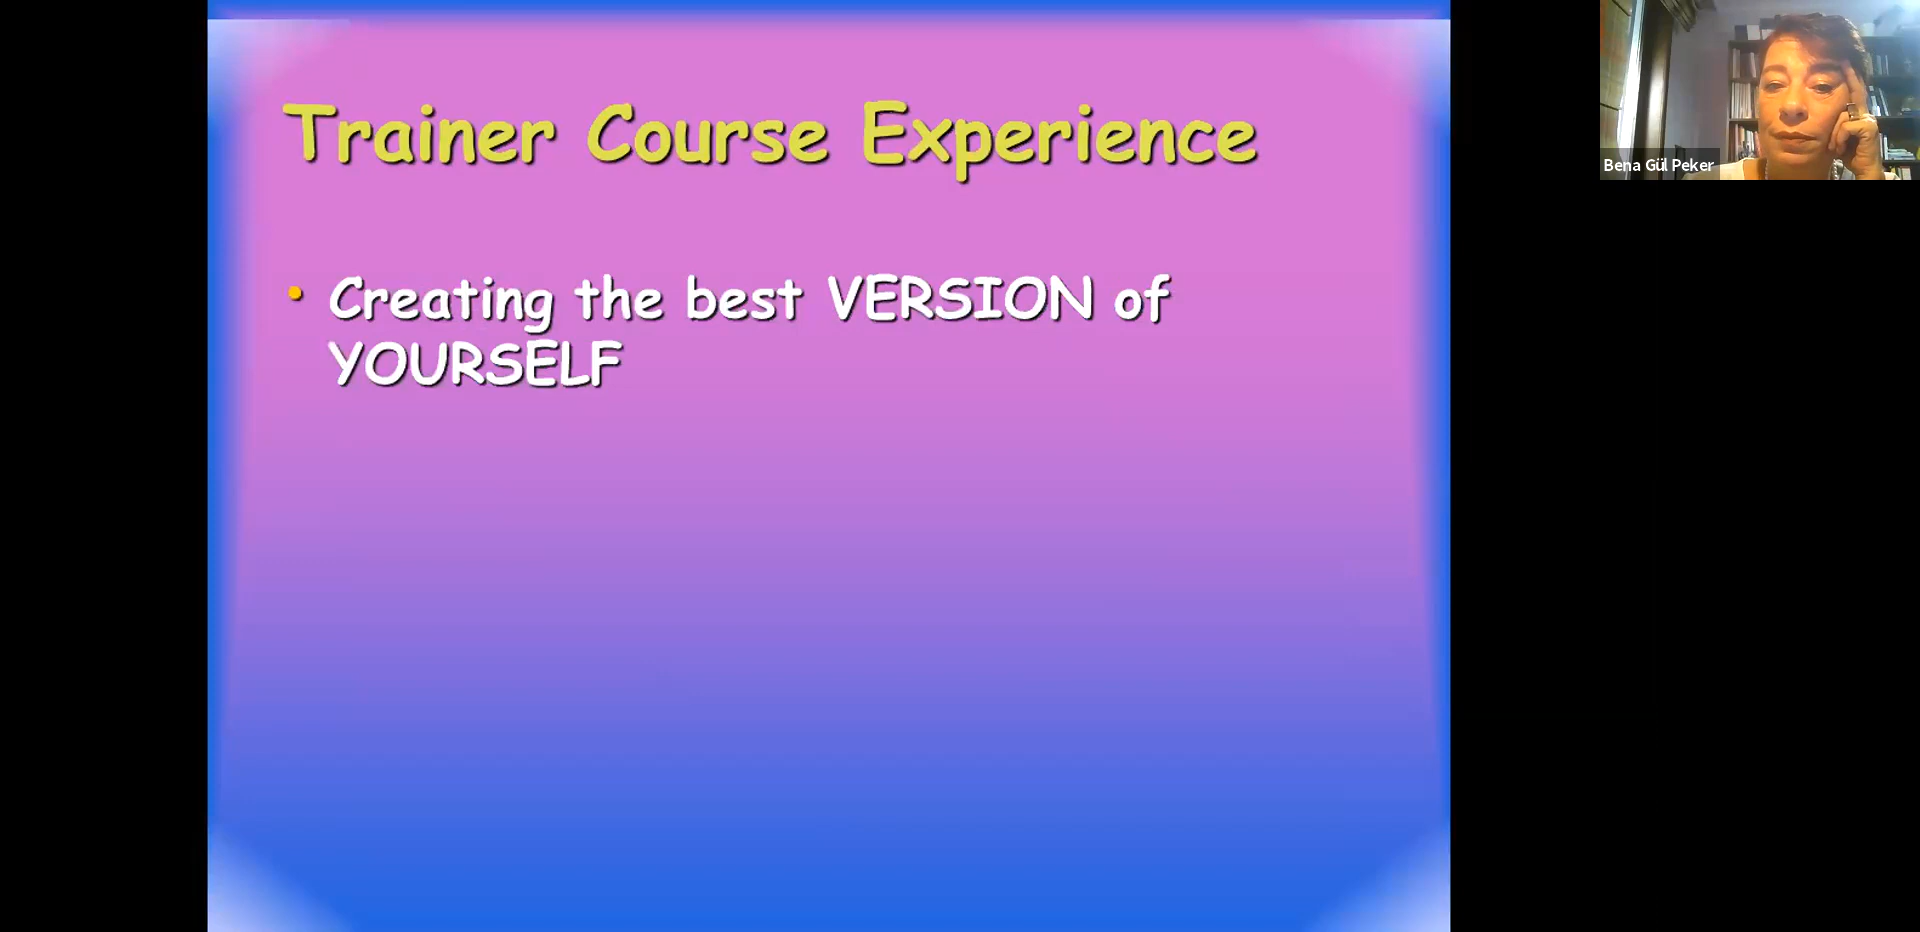 Trainer Course Experience
• Creating the best VERSION of
YOURSELF
Bena Gül Peker